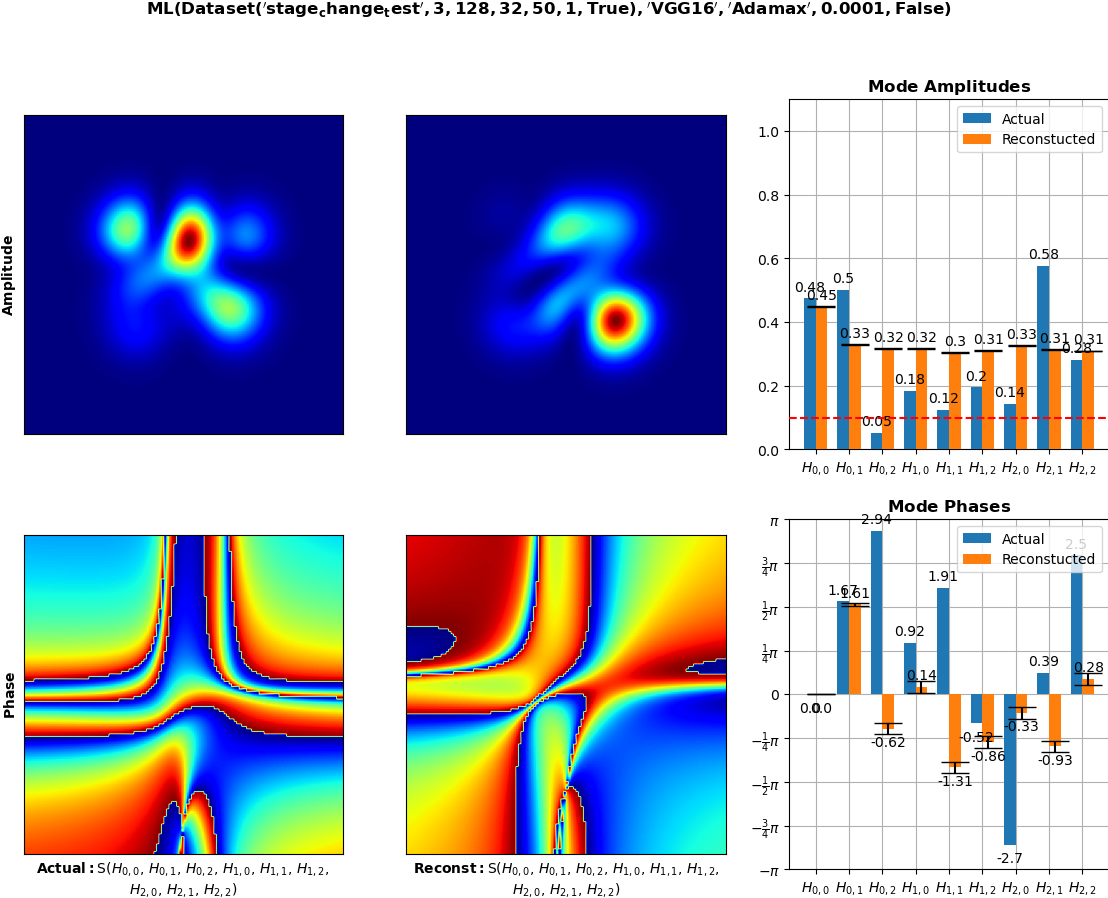 ML(Dataset('stage_change_test', 3, 128, 32, 50, 1, True), 'VGG16', 'Adamax', 0.0001, False)
Amplitude
Mode Amplitudes
Actual
Reconstucted
1.0
0.8
0.6
0.4
0.2
0.0
0.48 0.5 0.05 0.18 0.12 0.2 0.14 0.58 0.28
0.45 0.33 0.32 0.32 0.3 0.31 0.33 0.31 0.31
H0,0 H0,1 H0,2 H1,0 H1,1 H1,2 H2,0 H2,1 H2,2
Phase
Mode Phases
Actual
Reconstucted
π
3/4π
1/2π
1/4π
0
−1/4π
−1/2π
−3/4π
−π
0.0 1.67 2.94 0.92 1.91 -0.52 -2.7 0.39 2.5
0.0 1.61 -0.62 0.14 -1.31 -0.86 -0.33 -0.93 0.28
H0,0 H0,1 H0,2 H1,0 H1,1 H1,2 H2,0 H2,1 H2,2
Actual: S(H0,0, H0,1, H0,2, H1,0, H1,1, H1,2,
H2,0, H2,1, H2,2)
Reconst: S(H0,0, H0,1, H0,2, H1,0, H1,1, H1,2,
H2,0, H2,1, H2,2)